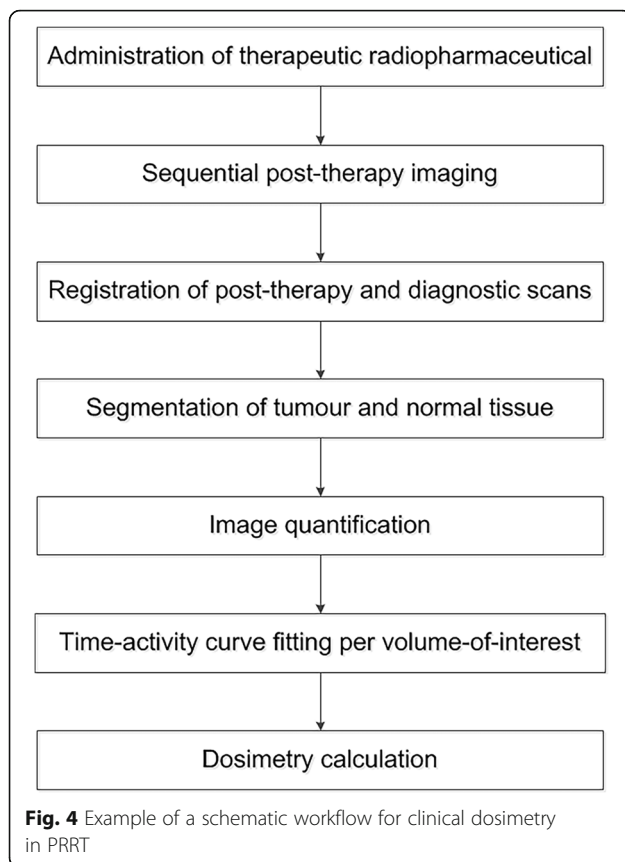 Administration of therapeutic radiopharmaceutical
Sequential post-therapy imaging
Registration of post-therapy and diagnostic scans
Segmentation of tumour and normal tissue
Image quantification
Time-activity curve fitting per volume-of-interest
Dosimetry calculation
Fig. 4 Example of a schematic workflow for clinical dosimetry
in PRRT